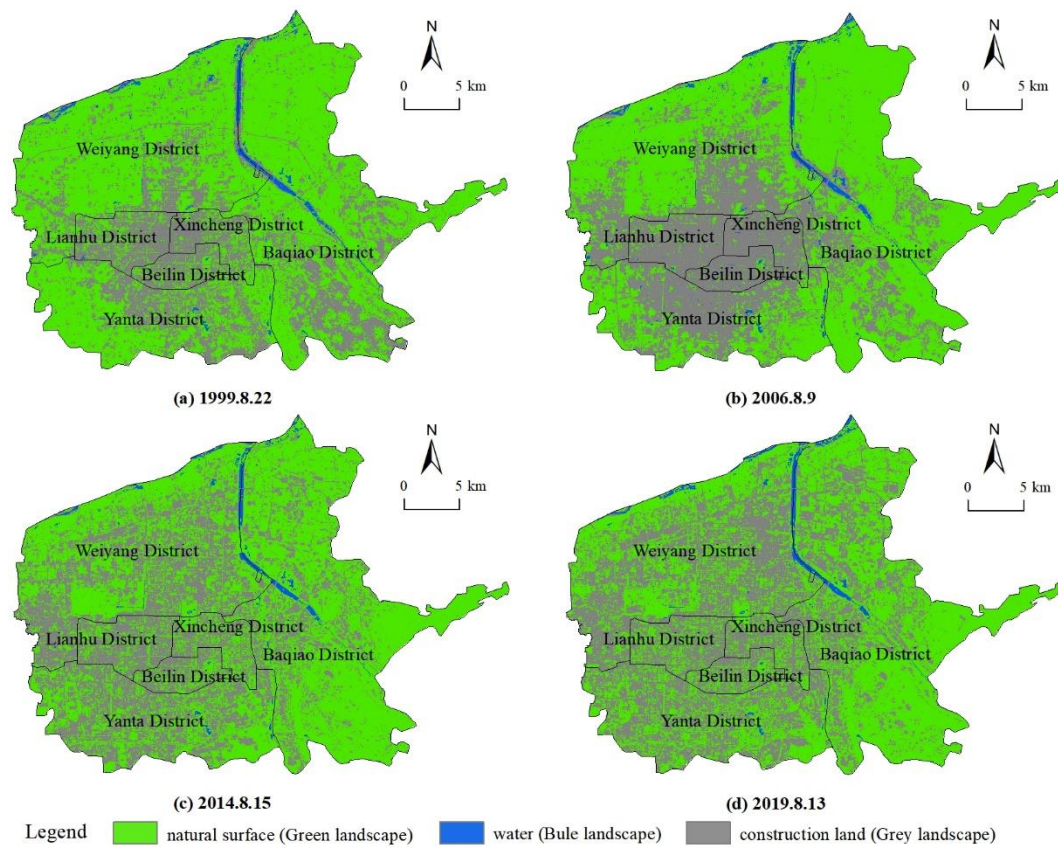 N
0 5 km
Weiyang District
Xincheng District
Lianhu District
Baqiao District
Beilin District
Yanta District
(a) 1999.8.22
N
0 5 km
Weiyang District
Xincheng District
Lianhu District
Baqiao District
Beilin District
Yanta District
(b) 2006.8.9
N
0 5 km
Weiyang District
Xincheng District
Lianhu District
Baqiao District
Beilin District
Yanta District
(c) 2014.8.15
N
0 5 km
Weiyang District
Xincheng District
Lianhu District
Baqiao District
Beilin District
Yanta District
(d) 2019.8.13
Legend natural surface (Green landscape) water (Bule landscape) construction land (Grey landscape)